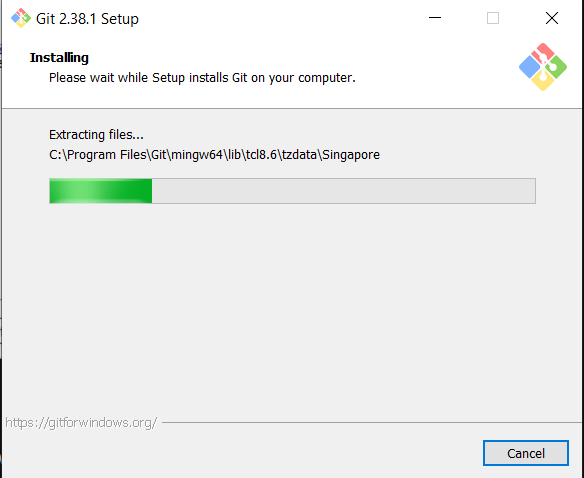 Git 2.38.1 Setup
Installing
Please wait while Setup installs Git on your computer.
Extracting files...
C:\Program Files\Git\mingw64\lib\tcl8.6\tzdata\Singapore
https://gitforwindows.org/
Cancel